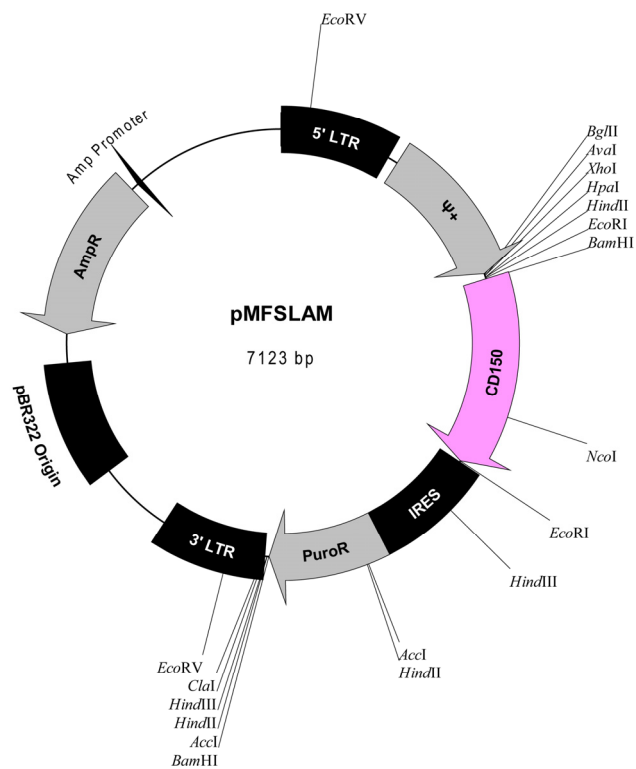 EcoRV
5' LTR
Amp Promoter
Ψ+
BglII
AvaI
XhoI
HpaI
HindII
EcoRI
BamHI
AmpR
pMFSLAM
7123 bp
CD150
pBR322 Origin
NcoI
IRES
EcoRI
3' LTR
PuroR
HindIII
AccI
HindII
EcoRV
ClaI
HindIII
HindII
AccI
BamHI